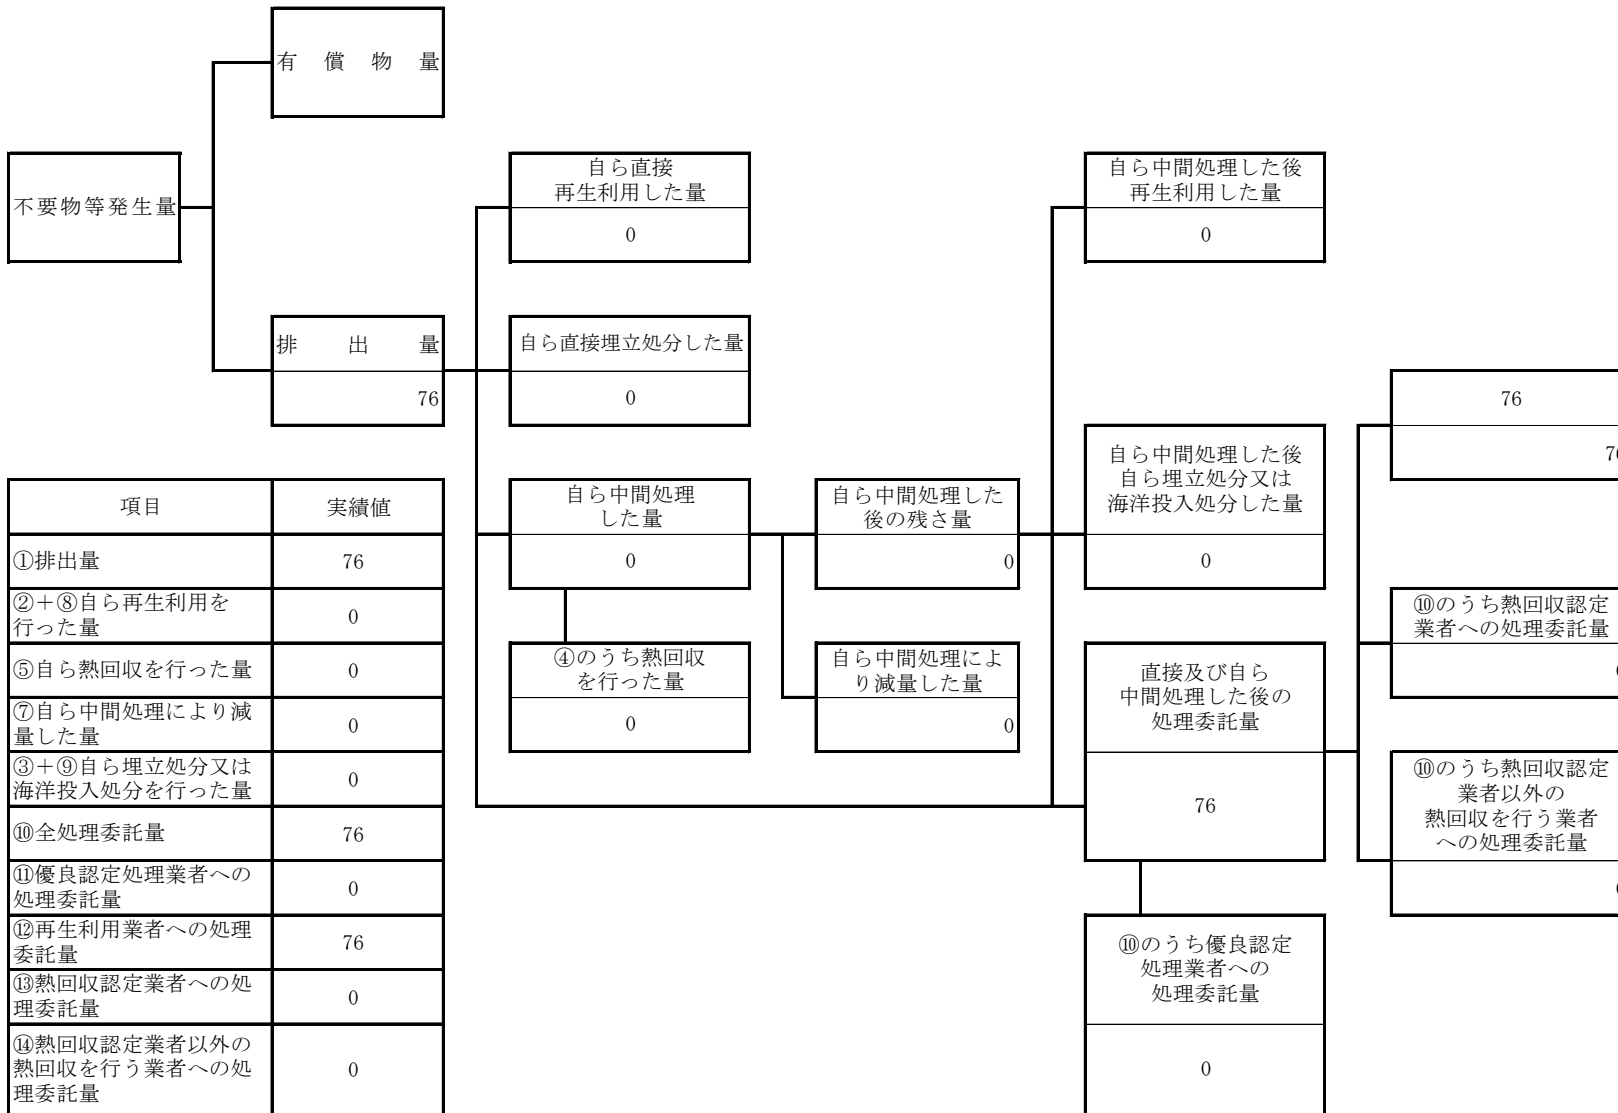 有償物量
不要物等発生量
自ら直接
再生利用した量
0
自ら中間処理した後
再生利用した量
0
排出量
76
自ら直接埋立処分した量
0
76
自ら中間処理
した量
0
自ら中間処理した
後の残さ量
0
自ら中間処理した後
自ら埋立処分又は
海洋投入処分した量
0
④のうち熱回収
を行った量
0
自ら中間処理によ
り減量した量
0
直接及び自ら
中間処理した後の
処理委託量
76
⑩のうち熱回収認定
業者への処理委託量
⑩のうち熱回収認定
業者以外の
熱回収を行う業者
への処理委託量
⑩のうち優良認定
処理業者への
処理委託量
0
項目 実績値
①排出量 76
②+⑧自ら再生利用を
行った量 0
⑤自ら熱回収を行った量 0
⑦自ら中間処理により減
量した量 0
③+⑨自ら埋立処分又は
海洋投入処分を行った量 0
⑩全処理委託量 76
⑪優良認定処理業者への
処理委託量 0
⑫再生利用業者への処理
委託量 76
⑬熱回収認定業者への処
理委託量 0
⑭熱回収認定業者以外の
熱回収を行う業者への処
理委託量 0